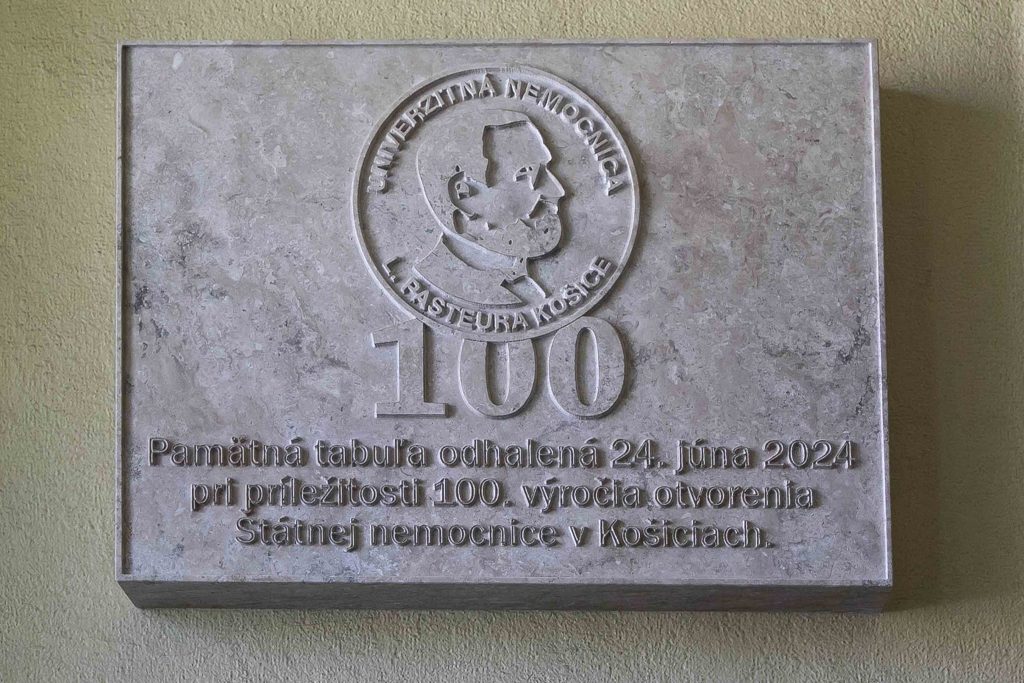 UNIVERZITNÁ NEMOCNICA
L. PASTEURA KOŠICE
100
Pamätná tabuľa odhalená 24. júna 2024
pri príležitosti 100. výročia otvorenia
Štátnej nemocnice v Košiciach.